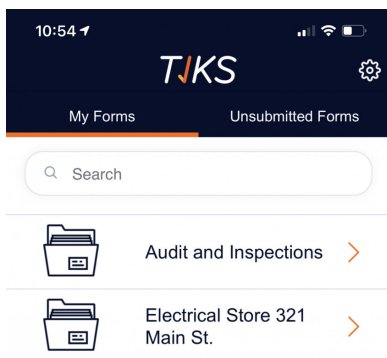 10:54
TIKS
My Forms Unsubmitted Forms
Search
Audit and Inspections
Electrical Store 321
Main St.